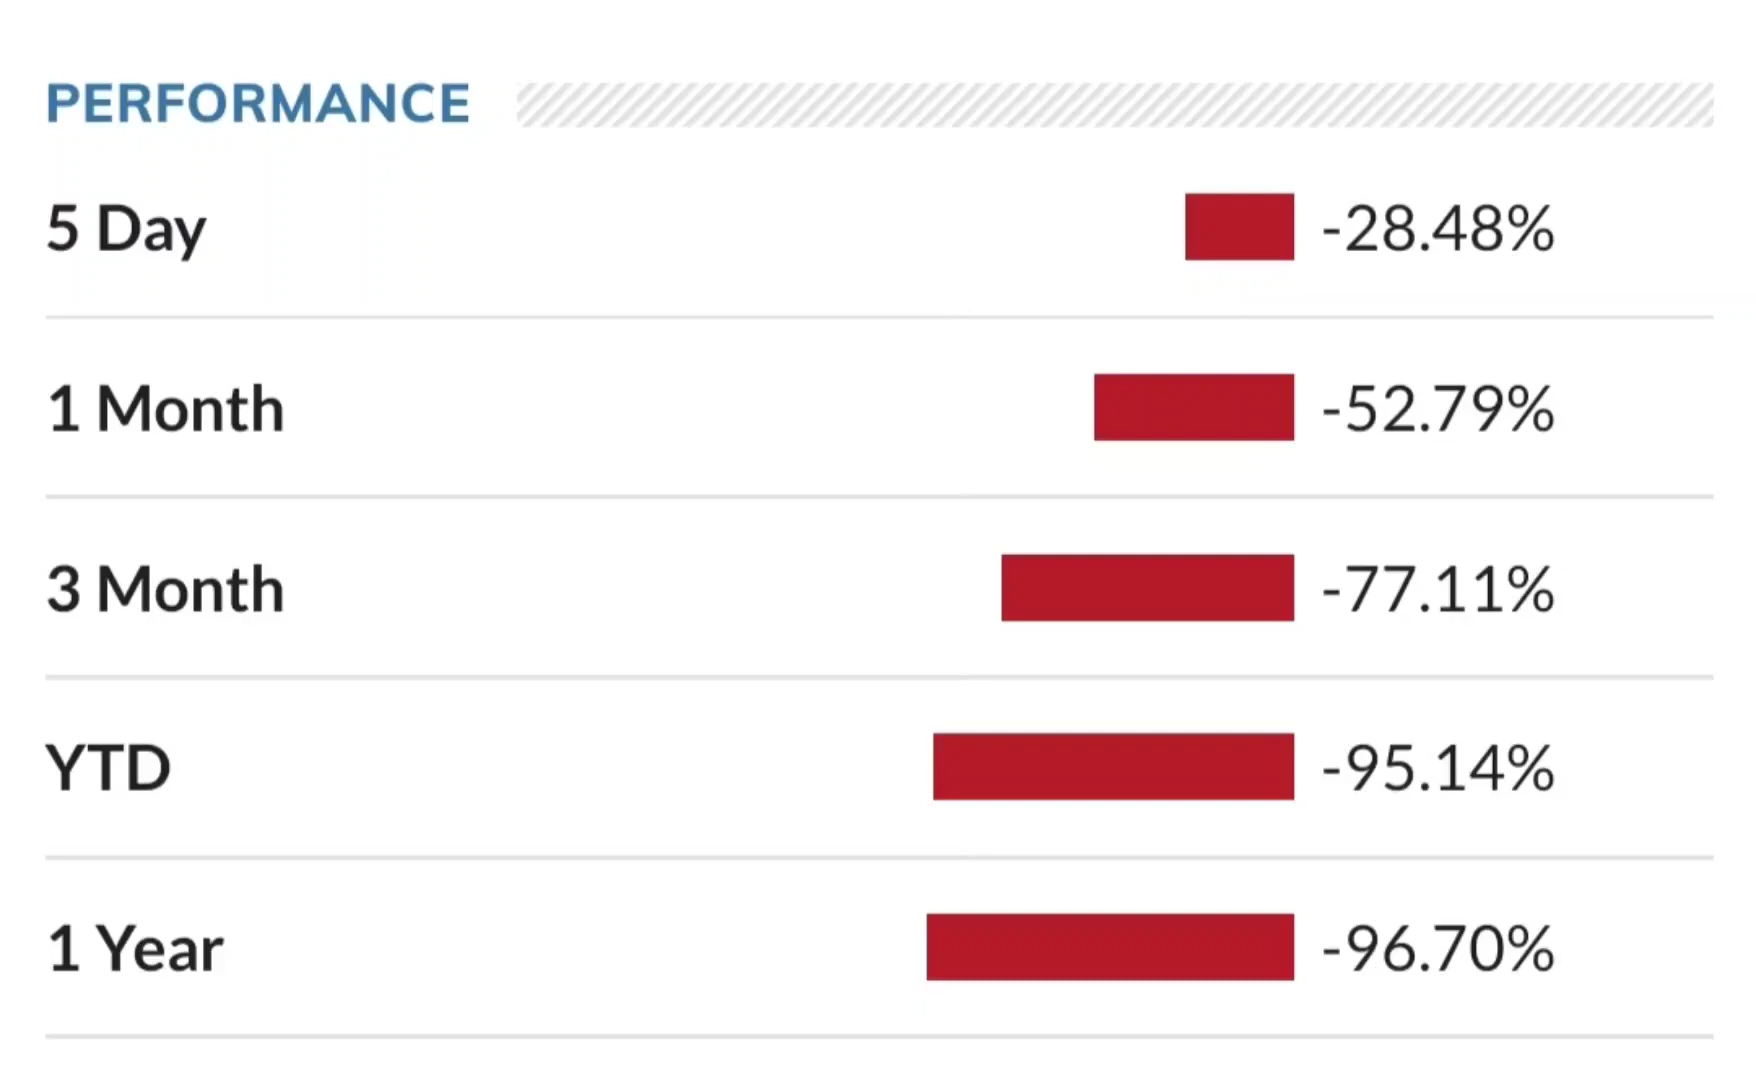 PERFORMANCE
5 Day -28.48%
1 Month -52.79%
3 Month -77.11%
YTD -95.14%
1 Year -96.70%